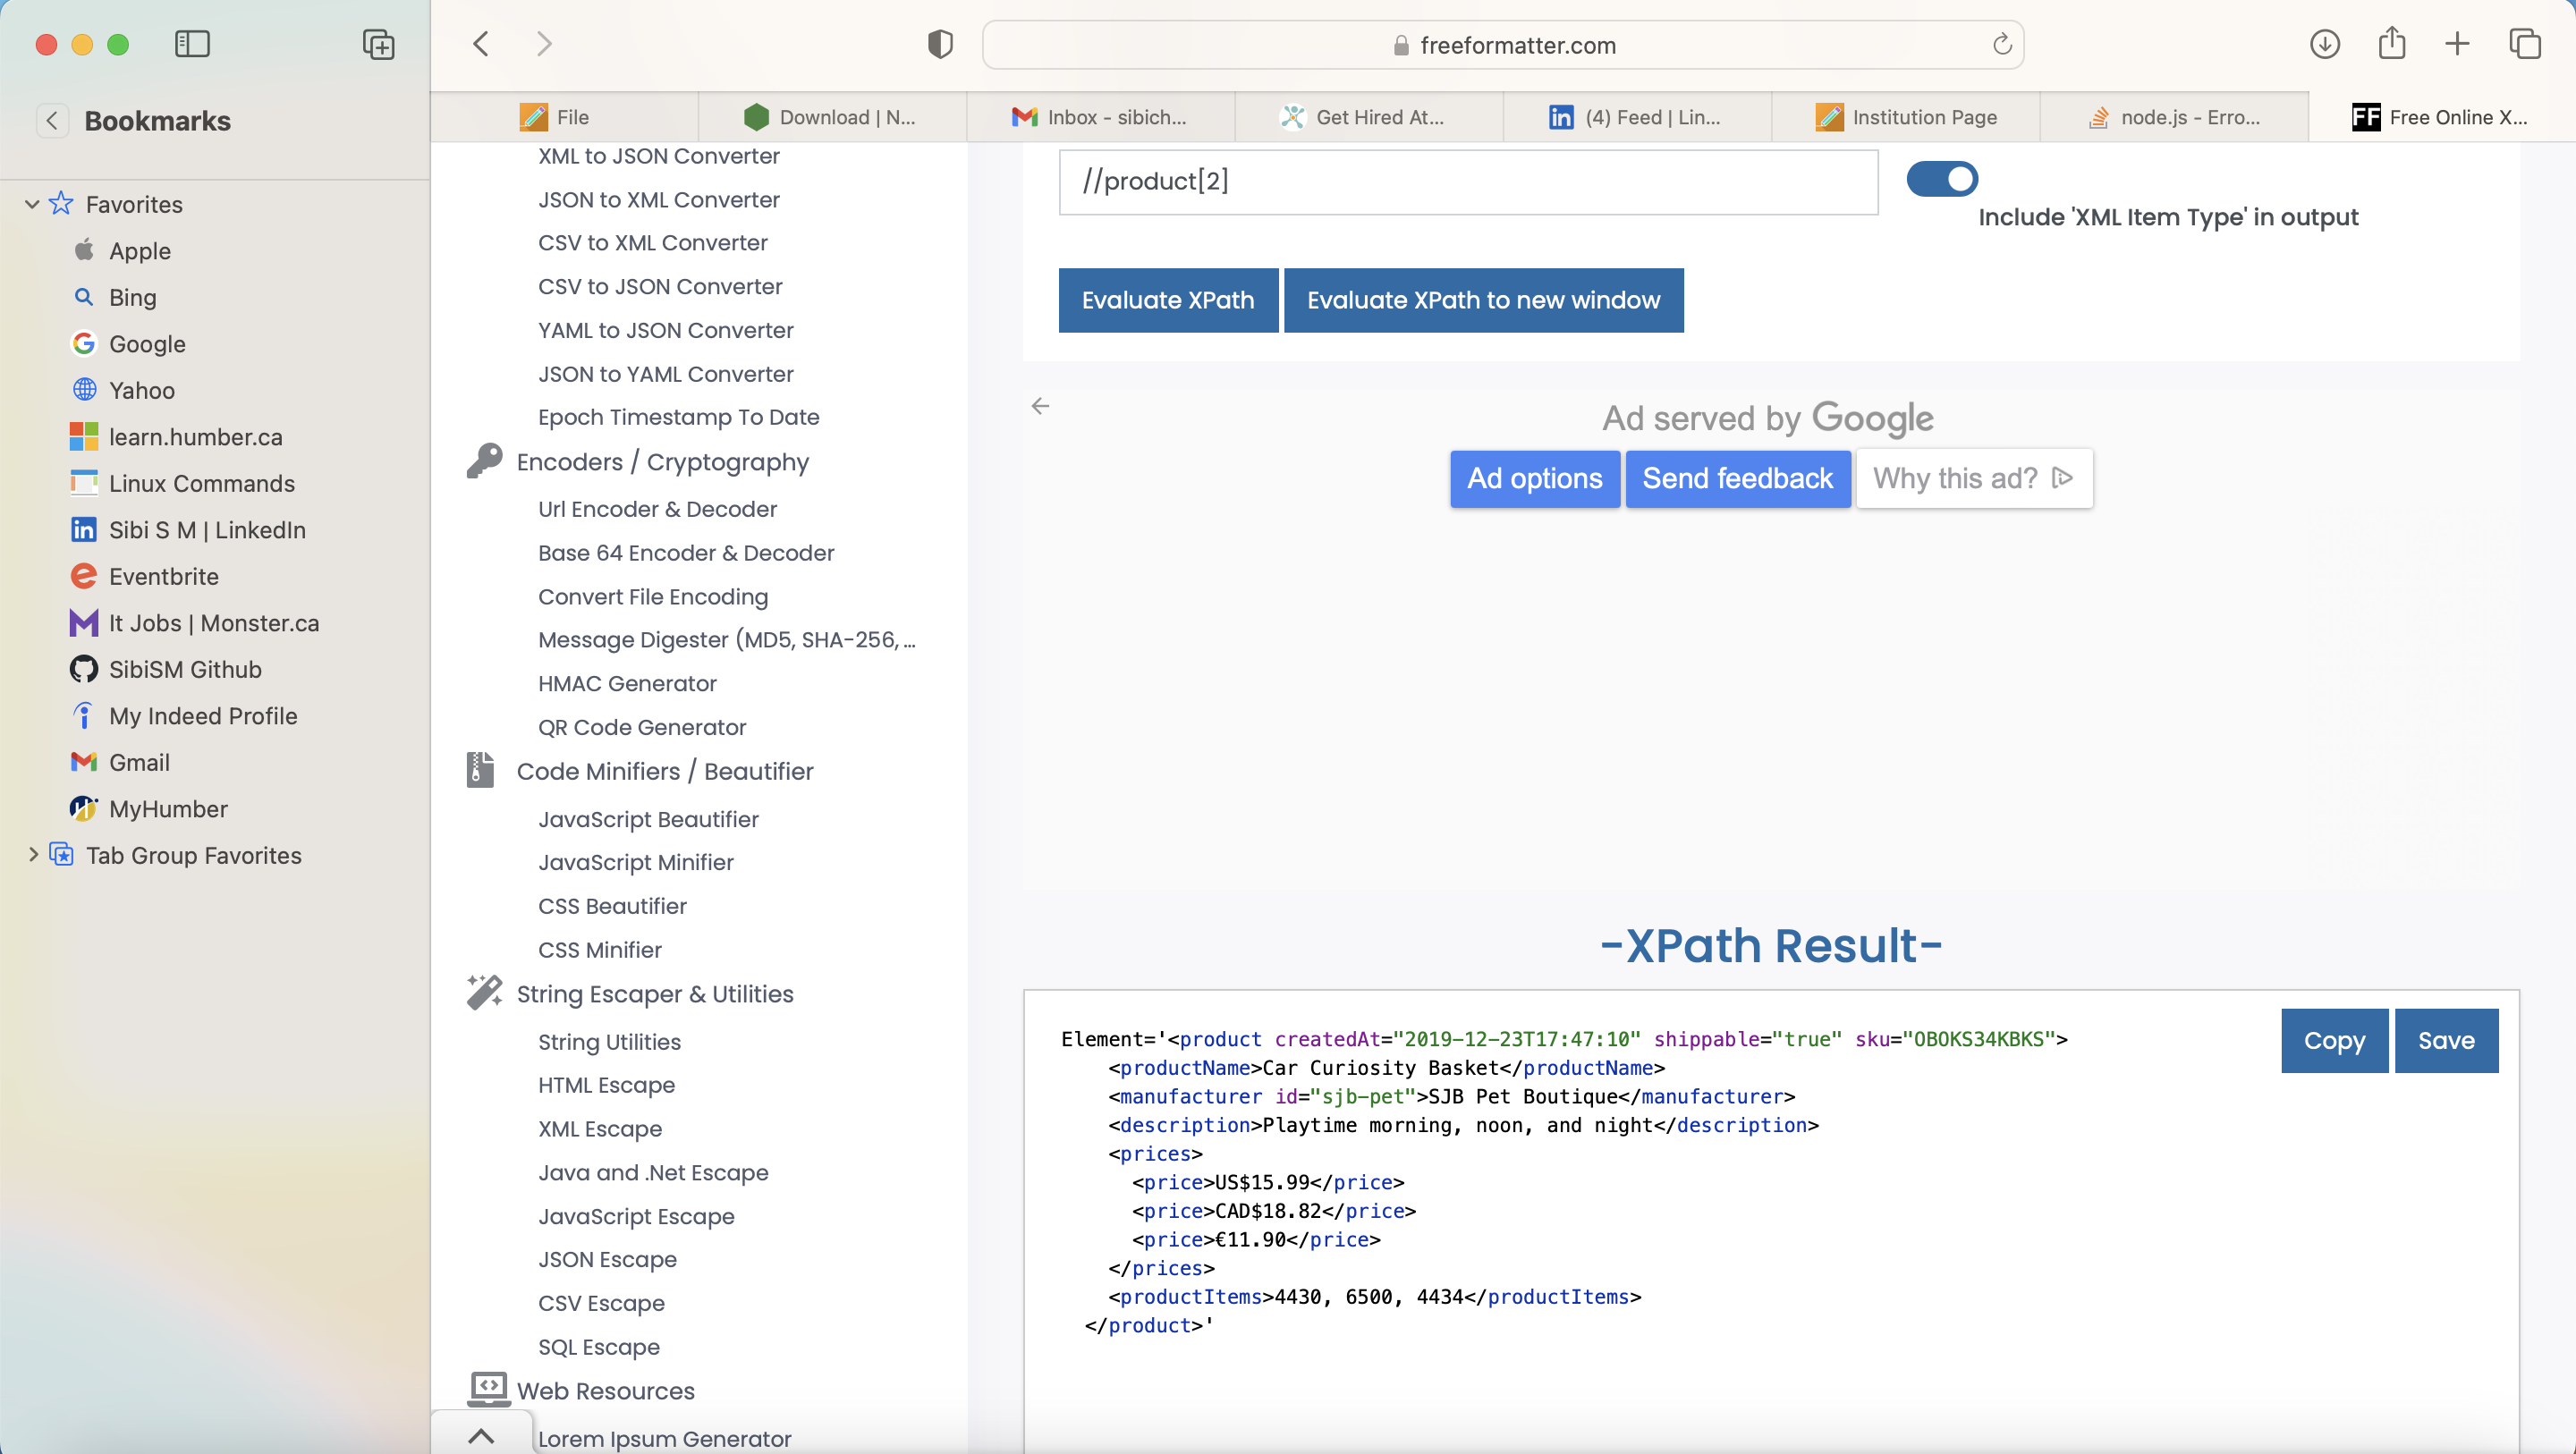 freeformatter.com
Bookmarks
File
Download | N...
Inbox - sibich...
Get Hired At...
(4) Feed | Lin...
Institution Page
node.js - Erro...
FF Free Online X...
Favorites
Apple
Bing
Google
Yahoo
learn.humber.ca
Linux Commands
Sibi S M | LinkedIn
Eventbrite
It Jobs | Monster.ca
SibiSM Github
My Indeed Profile
Gmail
MyHumber
Tab Group Favorites
XML to JSON Converter
JSON to XML Converter
CSV to XML Converter
CSV to JSON Converter
YAML to JSON Converter
JSON to YAML Converter
Epoch Timestamp To Date
Encoders / Cryptography
Url Encoder & Decoder
Base 64 Encoder & Decoder
Convert File Encoding
Message Digester (MD5, SHA-256, ...
HMAC Generator
QR Code Generator
Code Minifiers / Beautifier
JavaScript Beautifier
JavaScript Minifier
CSS Beautifier
CSS Minifier
String Escaper & Utilities
String Utilities
HTML Escape
XML Escape
Java and .Net Escape
JavaScript Escape
JSON Escape
CSV Escape
SQL Escape
Web Resources
Lorem Ipsum Generator
//product[2]
Include 'XML Item Type' in output
Evaluate XPath
Evaluate XPath to new window
Ad served by Google
Ad options
Send feedback
Why this ad?
-XPath Result-
Copy
Save
Element='<product createdAt="2019-12-23T17:47:10" shippable="true" sku="OBOKS34KBKS">
<productName>Car Curiosity Basket</productName>
<manufacturer id="sjb-pet">SJB Pet Boutique</manufacturer>
<description>Playtime morning, noon, and night</description>
<prices>
<price>US$15.99</price>
<price>CAD$18.82</price>
<price>€11.90</price>
</prices>
<productItems>4430, 6500, 4434</productItems>
</product>'